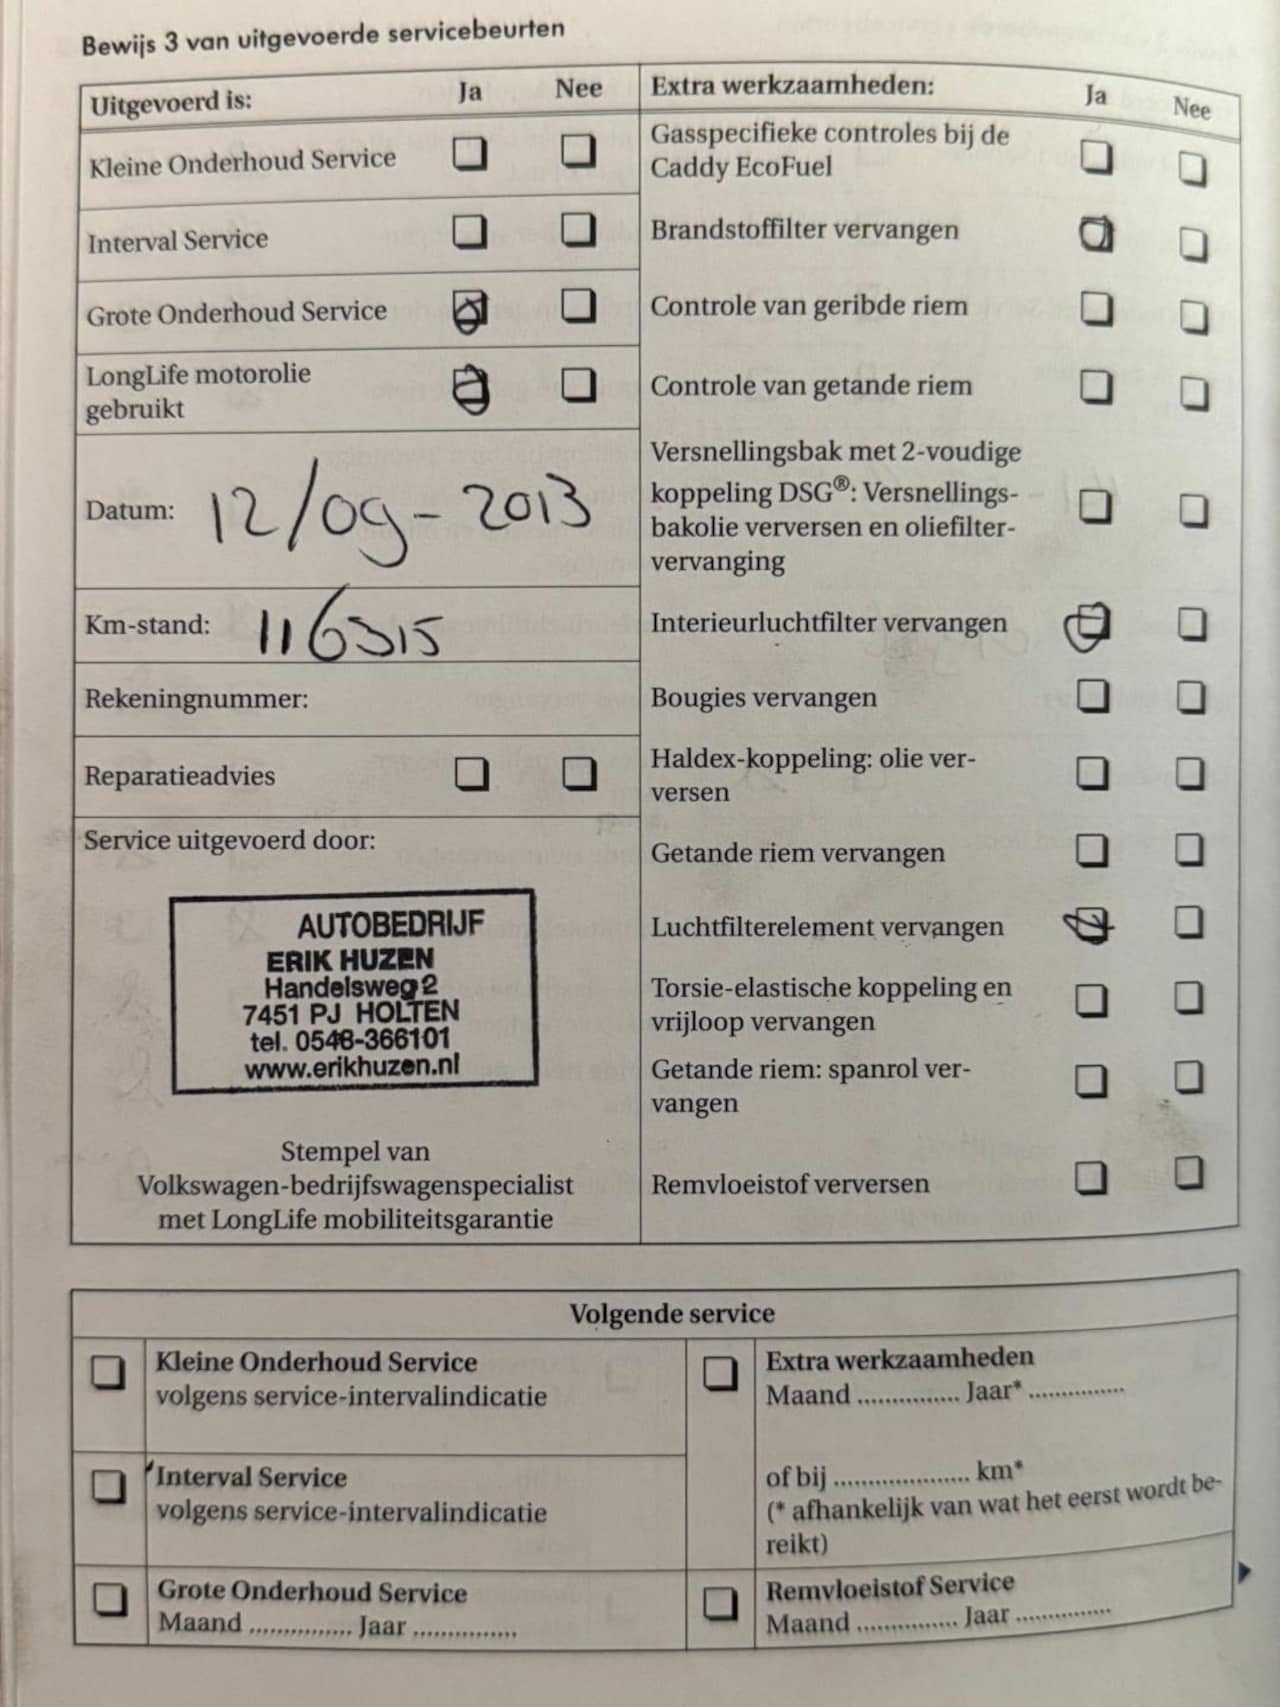 Bewijs 3 van uitgevoerde servicebeurten
Uitgevoerd is:
Ja
Nee
Kleine Onderhoud Service
Interval Service
Grote Onderhoud Service
LongLife motorolie
gebruikt
Datum: 12/09-2013
Km-stand: 116315
Rekeningnummer:
Reparatieadvies
Service uitgevoerd door:
AUTOBEDRIJF
ERIK HUZEN
Handelsweg 2
7451 PJ HOLTEN
tel. 0548-366101
www.erikhuzen.nl
Stempel van
Volkswagen-bedrijfswagenspecialist
met LongLife mobiliteitsgarantie
Extra werkzaamheden:
Ja
Nee
Gasspecifieke controles bij de
Caddy EcoFuel
Brandstoffilter vervangen
Controle van geribde riem
Controle van getande riem
Versnellingsbak met 2-voudige
koppeling DSG®: Versnellings-
bakolie verversen en oliefilter-
vervanging
Interieurluchtfilter vervangen
Bougies vervangen
Haldex-koppeling: olie ver-
versen
Getande riem vervangen
Luchtfilterelement vervangen
Torsie-elastische koppeling en
vrijloop vervangen
Getande riem: spanrol ver-
vangen
Remvloeistof verversen
Volgende service
Kleine Onderhoud Service
volgens service-intervalindicatie
Interval Service
volgens service-intervalindicatie
Grote Onderhoud Service
Maand ............... Jaar ...............
Extra werkzaamheden
Maand ............... Jaar* ...............
of bij .................... km*
(* afhankelijk van wat het eerst wordt be-
reikt)
Remvloeistof Service
Maand ............... Jaar ...............